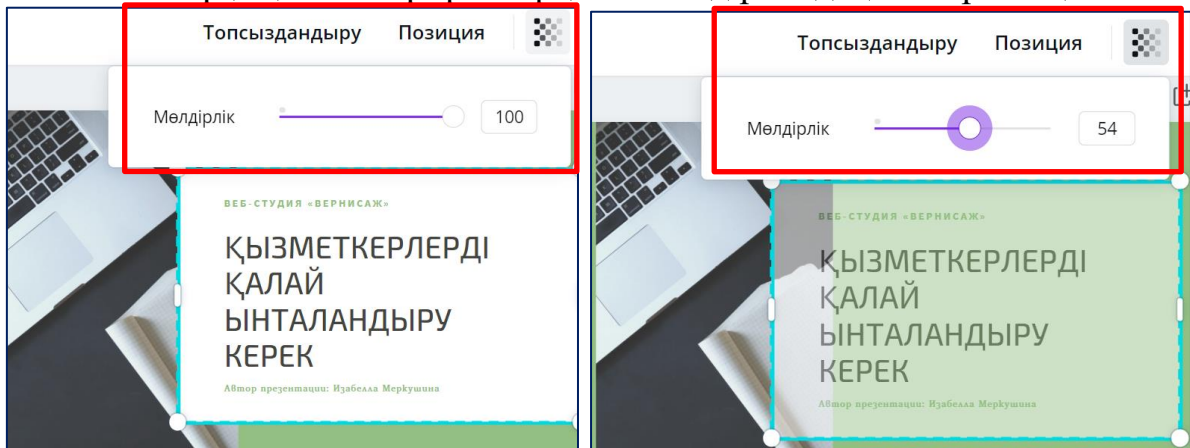 Топсыздандыру Позиция
Мөлдірлік 100
ВЕБ-СТУДИЯ «ВЕРНИСАЖ»
ҚЫЗМЕТКЕРЛЕРДІ
ҚАЛАЙ
ЫНТАЛАНДЫРУ
КЕРЕК
Автор презентации: Изабелла Меркушина
Топсыздандыру Позиция
Мөлдірлік 54
ВЕБ-СТУДИЯ «ВЕРНИСАЖ»
ҚЫЗМЕТКЕРЛЕРДІ
ҚАЛАЙ
ЫНТАЛАНДЫРУ
КЕРЕК
Автор презентации: Изабелла Меркушина